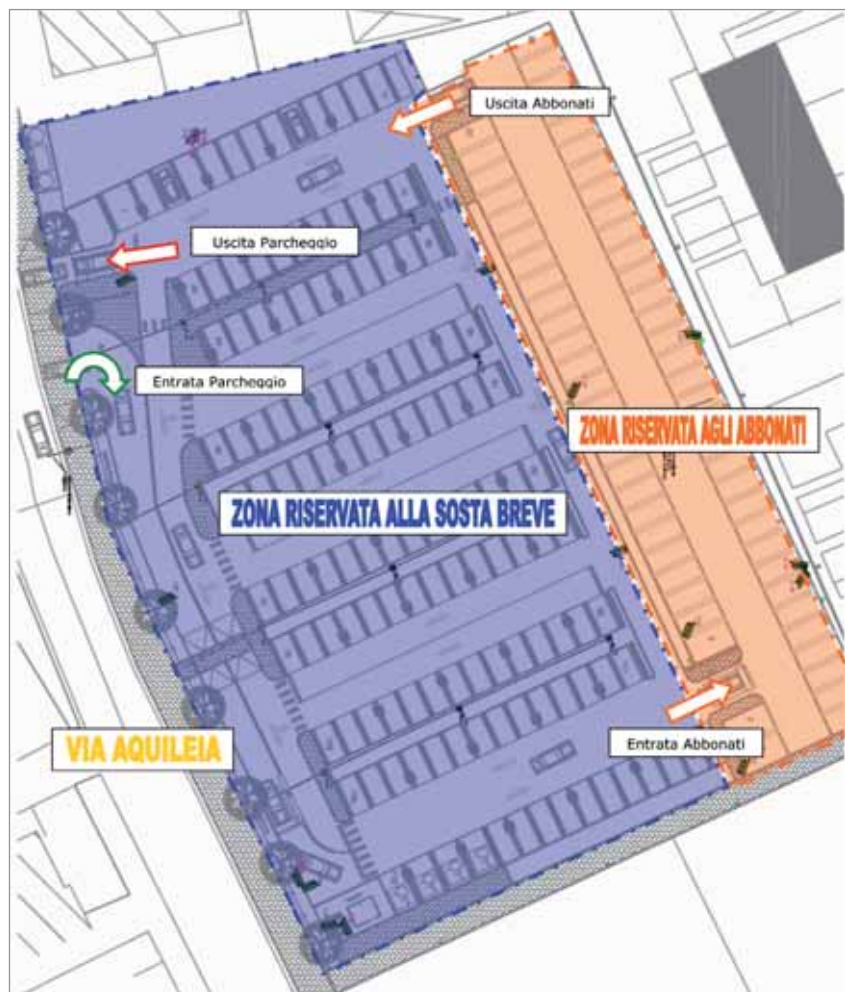 Uscita Abbonati
Uscita Parcheggio
Entrata Parcheggio
ZONA RISERVATA AGLI ABBONATI
ZONA RISERVATA ALLA SOSTA BREVE
VIA AQUILEIA
Entrata Abbonati